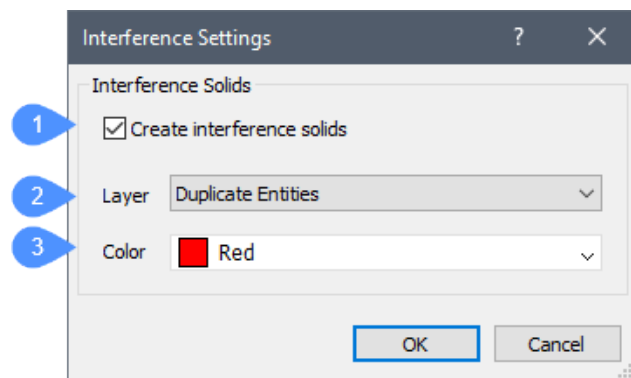 Interference Settings ?
Interference Solids
1 Create interference solids
2 Layer Duplicate Entities
3 Color Red
OK Cancel